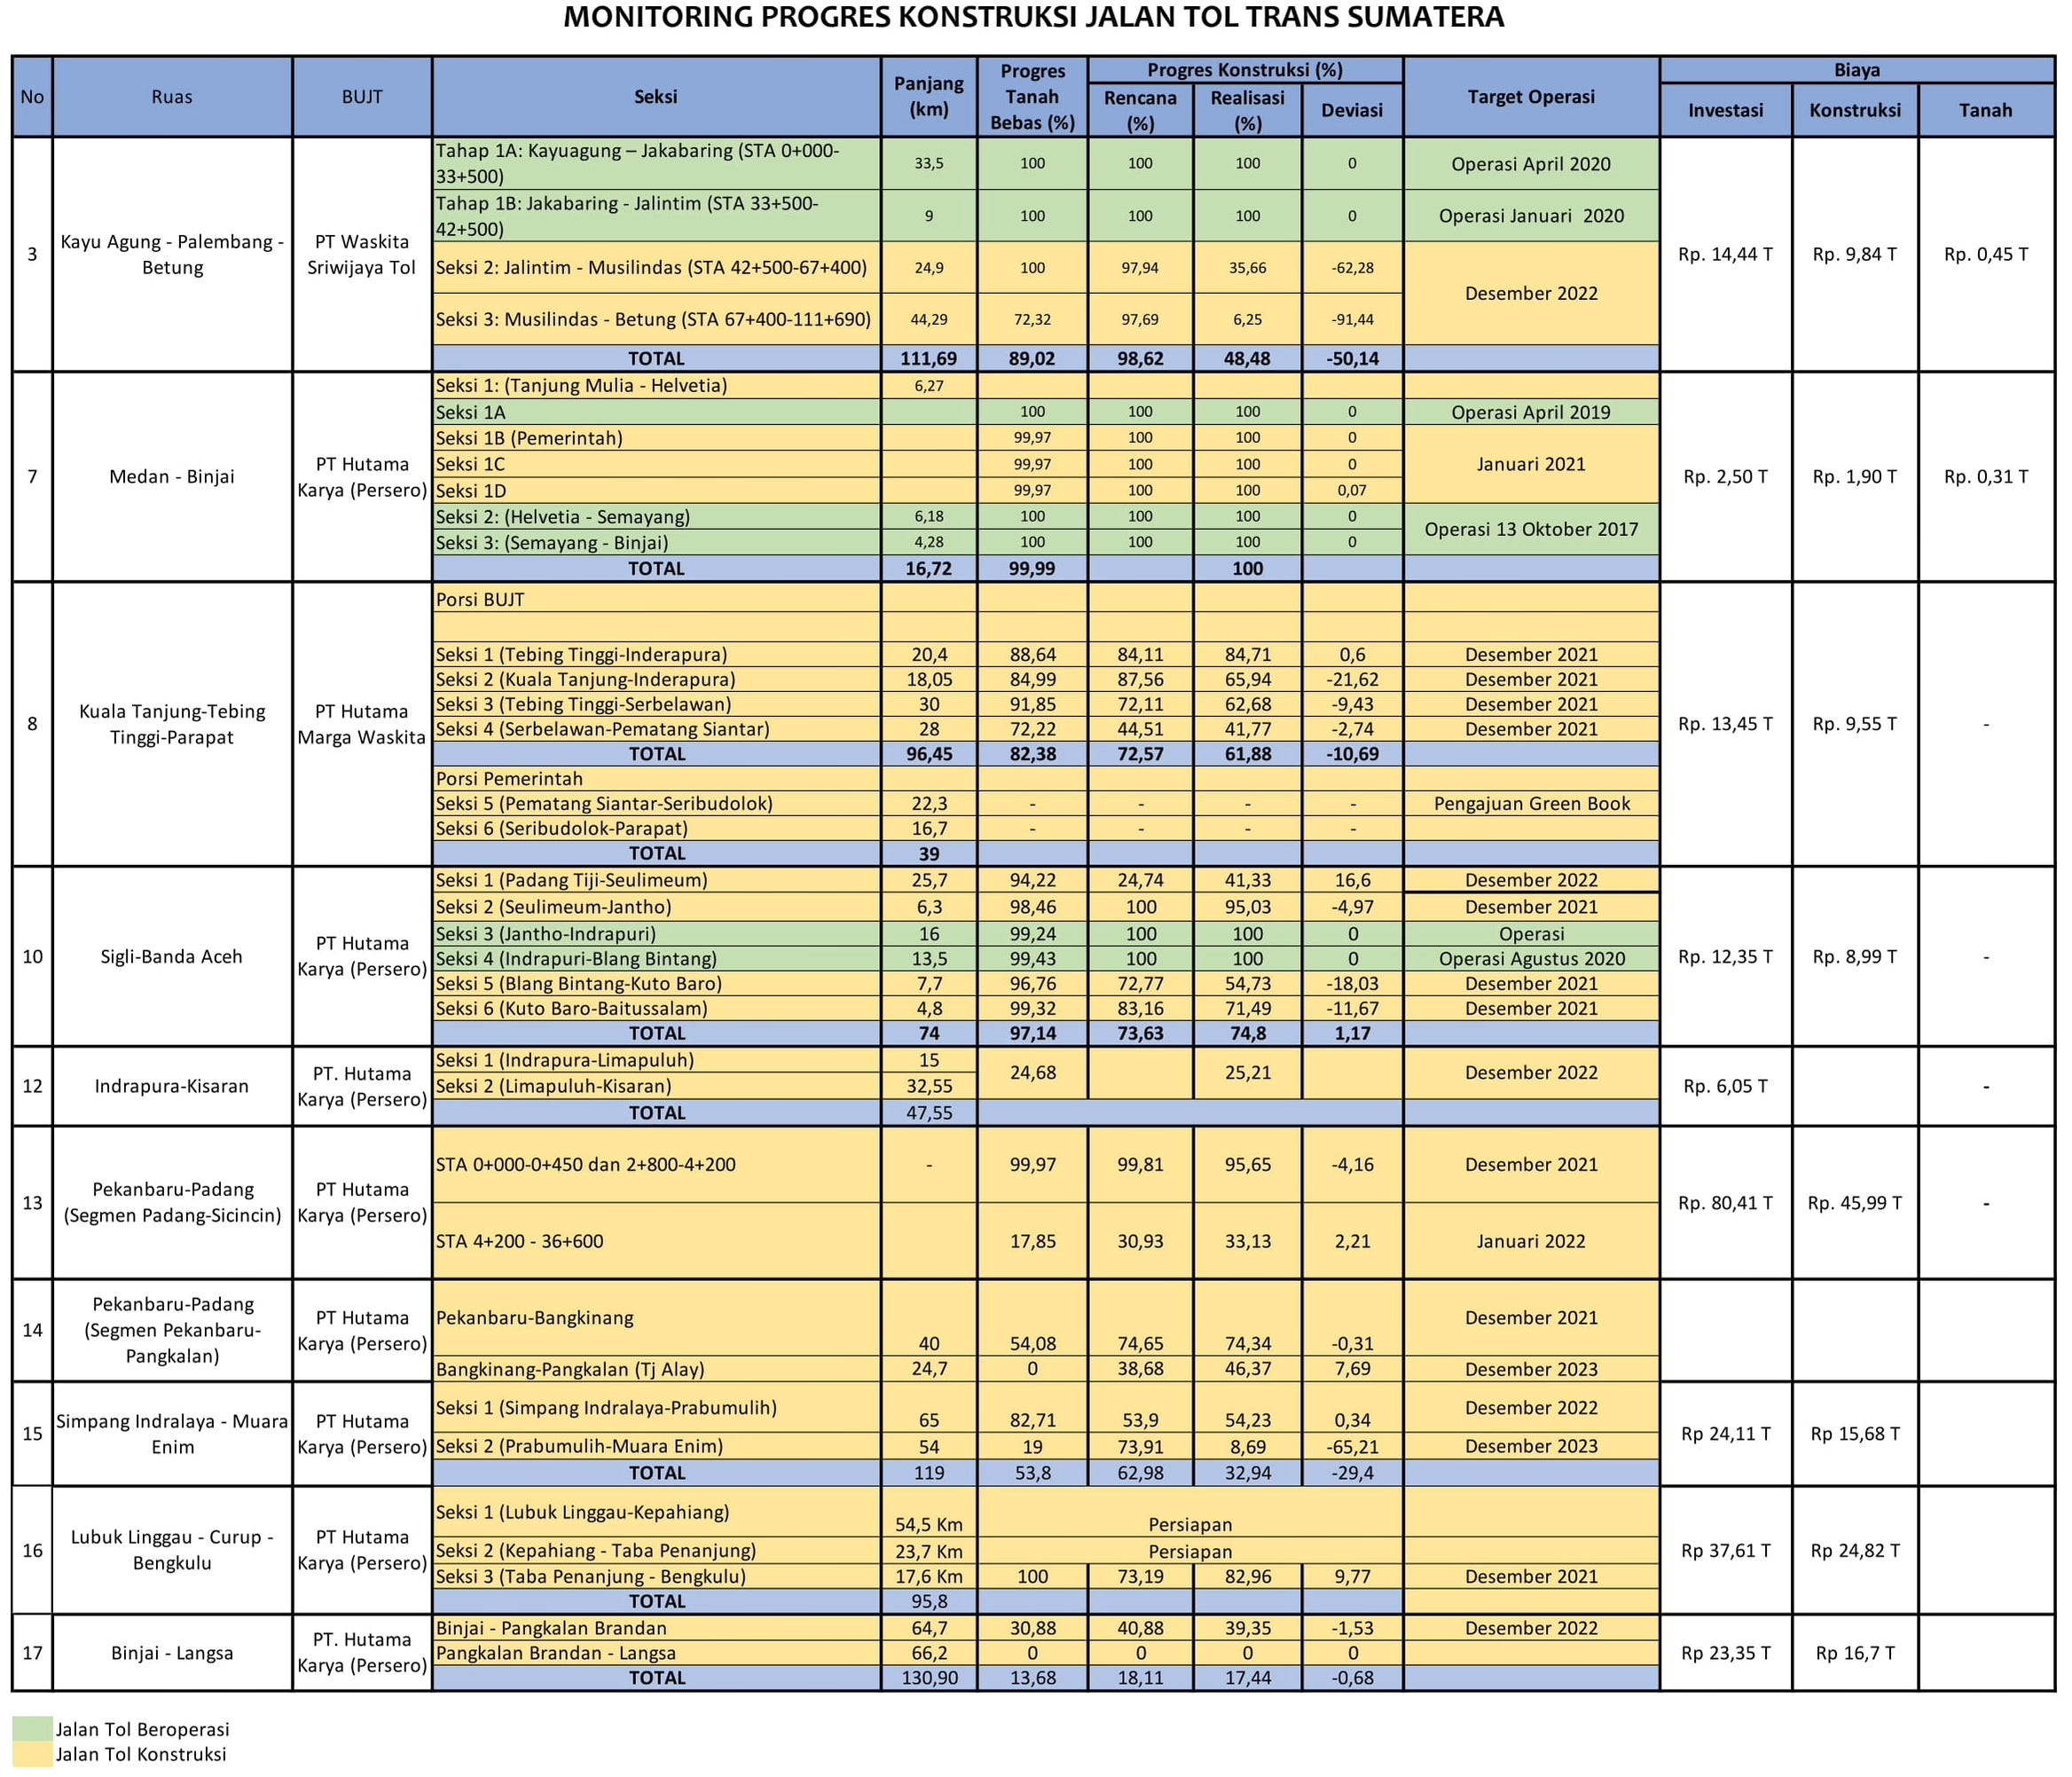 MONITORING PROGRES KONSTRUKSI JALAN TOL TRANS SUMATERA
No Ruas BUJT Seksi Panjang (km) Progres Tanah Bebas (%) Progres Konstruksi (%) Target Operasi Biaya
Rencana (%) Realisasi (%) Deviasi Investasi Konstruksi Tanah
3 Kayu Agung - Palembang - Betung PT Waskita Sriwijaya Tol
Tahap 1A: Kayuagung – Jakabaring (STA 0+000-33+500) 33,5 100 100 100 0 Operasi April 2020
Tahap 1B: Jakabaring - Jalintim (STA 33+500-42+500) 9 100 100 100 0 Operasi Januari 2020
Seksi 2: Jalintim - Musilindas (STA 42+500-67+400) 24,9 100 97,94 35,66 -62,28 Desember 2022
Seksi 3: Musilindas - Betung (STA 67+400-111+690) 44,29 72,32 97,69 6,25 -91,44
TOTAL 111,69 89,02 98,62 48,48 -50,14
Rp. 14,44 T Rp. 9,84 T Rp. 0,45 T
7 Medan - Binjai PT Hutama Karya (Persero)
Seksi 1: (Tanjung Mulia - Helvetia) 6,27
Seksi 1A 100 100 100 0 Operasi April 2019
Seksi 1B (Pemerintah) 99,97 100 100 0
Seksi 1C 99,97 100 100 0 Januari 2021
Seksi 1D 99,97 100 100 0,07
Seksi 2: (Helvetia - Semayang) 6,18 100 100 100 0 Operasi 13 Oktober 2017
Seksi 3: (Semayang - Binjai) 4,28 100 100 100 0
TOTAL 16,72 99,99 100
Rp. 2,50 T Rp. 1,90 T Rp. 0,31 T
8 Kuala Tanjung-Tebing Tinggi-Parapat PT Hutama Marga Waskita
Porsi BUJT
Seksi 1 (Tebing Tinggi-Inderapura) 20,4 88,64 84,11 84,71 0,6 Desember 2021
Seksi 2 (Kuala Tanjung-Inderapura) 18,05 84,99 87,56 65,94 -21,62 Desember 2021
Seksi 3 (Tebing Tinggi-Serbelawan) 30 91,85 72,11 62,68 -9,43 Desember 2021
Seksi 4 (Serbelawan-Pematang Siantar) 28 72,22 44,51 41,77 -2,74 Desember 2021
TOTAL 96,45 82,38 72,57 61,88 -10,69
Porsi Pemerintah
Seksi 5 (Pematang Siantar-Seribudolok) 22,3 - - - - Pengajuan Green Book
Seksi 6 (Seribudolok-Parapat) 16,7 - - - -
TOTAL 39
Rp. 13,45 T Rp. 9,55 T -
10 Sigli-Banda Aceh PT Hutama Karya (Persero)
Seksi 1 (Padang Tiji-Seulimeum) 25,7 94,22 24,74 41,33 16,6 Desember 2022
Seksi 2 (Seulimeum-Jantho) 6,3 98,46 100 95,03 -4,97 Desember 2021
Seksi 3 (Jantho-Indrapuri) 16 99,24 100 100 0 Operasi
Seksi 4 (Indrapuri-Blang Bintang) 13,5 99,43 100 100 0 Operasi Agustus 2020
Seksi 5 (Blang Bintang-Kuto Baro) 7,7 96,76 72,77 54,73 -18,03 Desember 2021
Seksi 6 (Kuto Baro-Baitussalam) 4,8 99,32 83,16 71,49 -11,67 Desember 2021
TOTAL 74 97,14 73,63 74,8 1,17
Rp. 12,35 T Rp. 8,99 T -
12 Indrapura-Kisaran PT. Hutama Karya (Persero)
Seksi 1 (Indrapura-Limapuluh) 15 24,68 25,21 Desember 2022
Seksi 2 (Limapuluh-Kisaran) 32,55
TOTAL 47,55
Rp. 6,05 T -
13 Pekanbaru-Padang (Segmen Padang-Sicincin) PT Hutama Karya (Persero)
STA 0+000-0+450 dan 2+800-4+200 - 99,97 99,81 95,65 -4,16 Desember 2021
STA 4+200 - 36+600 17,85 30,93 33,13 2,21 Januari 2022
Rp. 80,41 T Rp. 45,99 T -
14 Pekanbaru-Padang (Segmen Pekanbaru-Pangkalan) PT Hutama Karya (Persero)
Pekanbaru-Bangkinang 40 54,08 74,65 74,34 -0,31 Desember 2021
Bangkinang-Pangkalan (Tj Alay) 24,7 0 38,68 46,37 7,69 Desember 2023
15 Simpang Indralaya - Muara Enim PT Hutama Karya (Persero)
Seksi 1 (Simpang Indralaya-Prabumulih) 65 82,71 53,9 54,23 0,34 Desember 2022
Seksi 2 (Prabumulih-Muara Enim) 54 19 73,91 8,69 -65,21 Desember 2023
TOTAL 119 53,8 62,98 32,94 -29,4
Rp 24,11 T Rp 15,68 T
16 Lubuk Linggau - Curup - Bengkulu PT Hutama Karya (Persero)
Seksi 1 (Lubuk Linggau-Kepahiang) 54,5 Km Persiapan
Seksi 2 (Kepahiang - Taba Penanjung) 23,7 Km Persiapan
Seksi 3 (Taba Penanjung - Bengkulu) 17,6 Km 100 73,19 82,96 9,77 Desember 2021
TOTAL 95,8
Rp 37,61 T Rp 24,82 T
17 Binjai - Langsa PT. Hutama Karya (Persero)
Binjai - Pangkalan Brandan 64,7 30,88 40,88 39,35 -1,53 Desember 2022
Pangkalan Brandan - Langsa 66,2 0 0 0 0
TOTAL 130,90 13,68 18,11 17,44 -0,68
Rp 23,35 T Rp 16,7 T
Jalan Tol Beroperasi
Jalan Tol Konstruksi